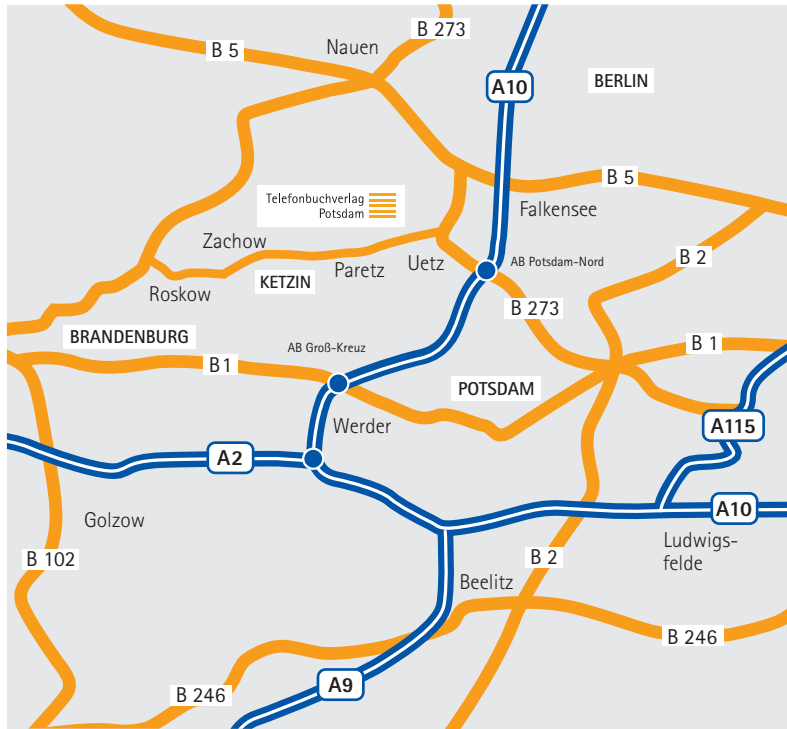 B 273
Nauen
B 5
BERLIN
A10
B 5
Telefonbuchverlag
Potsdam
Falkensee
Zachow
B 2
Paretz
Uetz
AB Potsdam-Nord
KETZIN
Roskow
B 273
BRANDENBURG
AB Groß-Kreuz
B 1
B1
POTSDAM
Werder
A115
A2
A10
Golzow
Ludwigs-
felde
B 102
B 2
Beelitz
B 246
A9
B 246